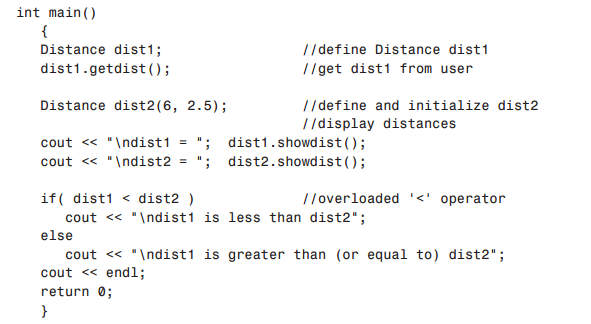 int main()
{
Distance dist1; //define Distance dist1
dist1.getdist(); //get dist1 from user
Distance dist2(6, 2.5); //define and initialize dist2
//display distances
cout << "\ndist1 = "; dist1.showdist();
cout << "\ndist2 = "; dist2.showdist();
if( dist1 < dist2 ) //overloaded '<' operator
cout << "\ndist1 is less than dist2";
else
cout << "\ndist1 is greater than (or equal to) dist2";
cout << endl;
return 0;
}